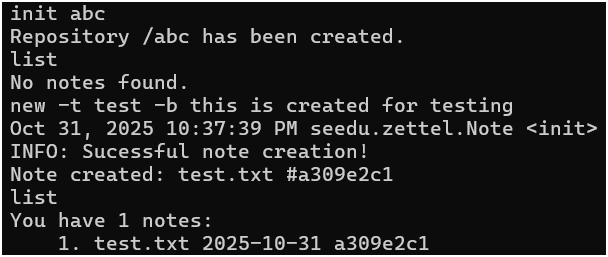 init abc
Repository /abc has been created.
list
No notes found.
new -t test -b this is created for testing
Oct 31, 2025 10:37:39 PM seedu.zettel.Note <init>
INFO: Sucessful note creation!
Note created: test.txt #a309e2c1
list
You have 1 notes:
    1. test.txt 2025-10-31 a309e2c1